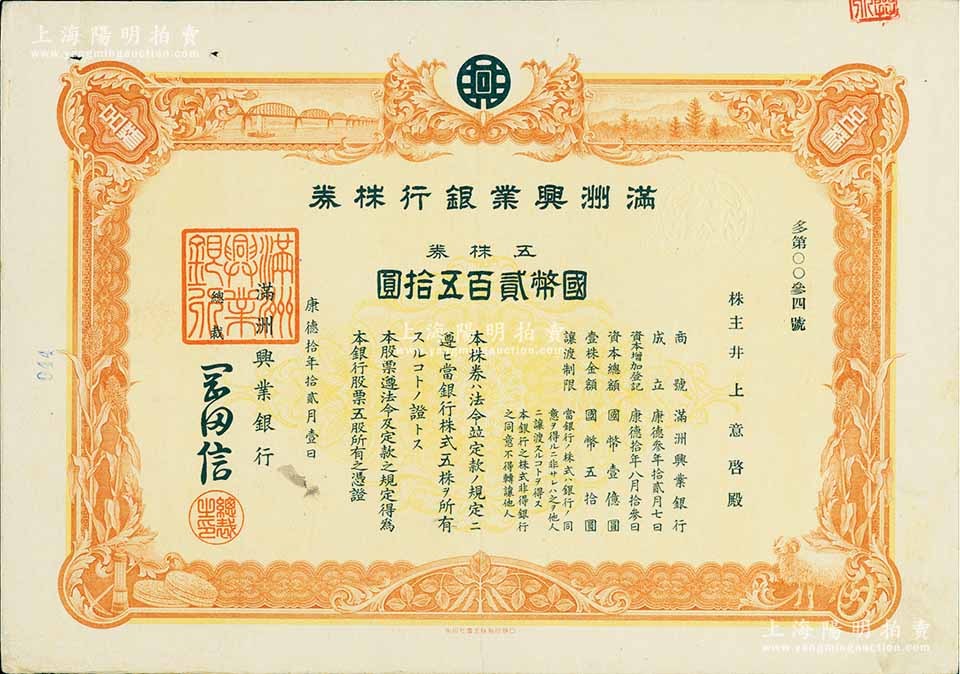 上海陽明拍賣
www.yangmingauction.com
滿洲興業銀行株券
五株券
國幣貳百五拾圓
多第〇〇參四號
株主 井上意啓殿
商號 滿洲興業銀行
成立 康德參年拾貳月七日
資本增加登記 康德拾年八月拾參日
資本總額 國幣壹億圓
壹株金額 國幣五拾圓
讓渡制限 當銀行ノ株式ハ銀行ノ同
意ヲ得ルニ非サレハ之ヲ他人
ニ讓渡スルコトヲ得ス
本銀行之株式非得銀行
之同意不得轉讓他人
本株券ハ法令並定款ノ規定ニ
遵ヒ當銀行株式五株ヲ所有
スルコトノ證トス
本股票遵法令及定款之規定得為
本銀行股票五股所有之憑證
康德拾年拾貳月壹日
滿洲興業銀行
總裁
岡田信
滿洲興業銀行
總裁之印
044
上海陽明拍賣
www.yangmingauction.com